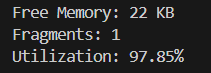 Free Memory: 22 KB
Fragments: 1
Utilization: 97.85%